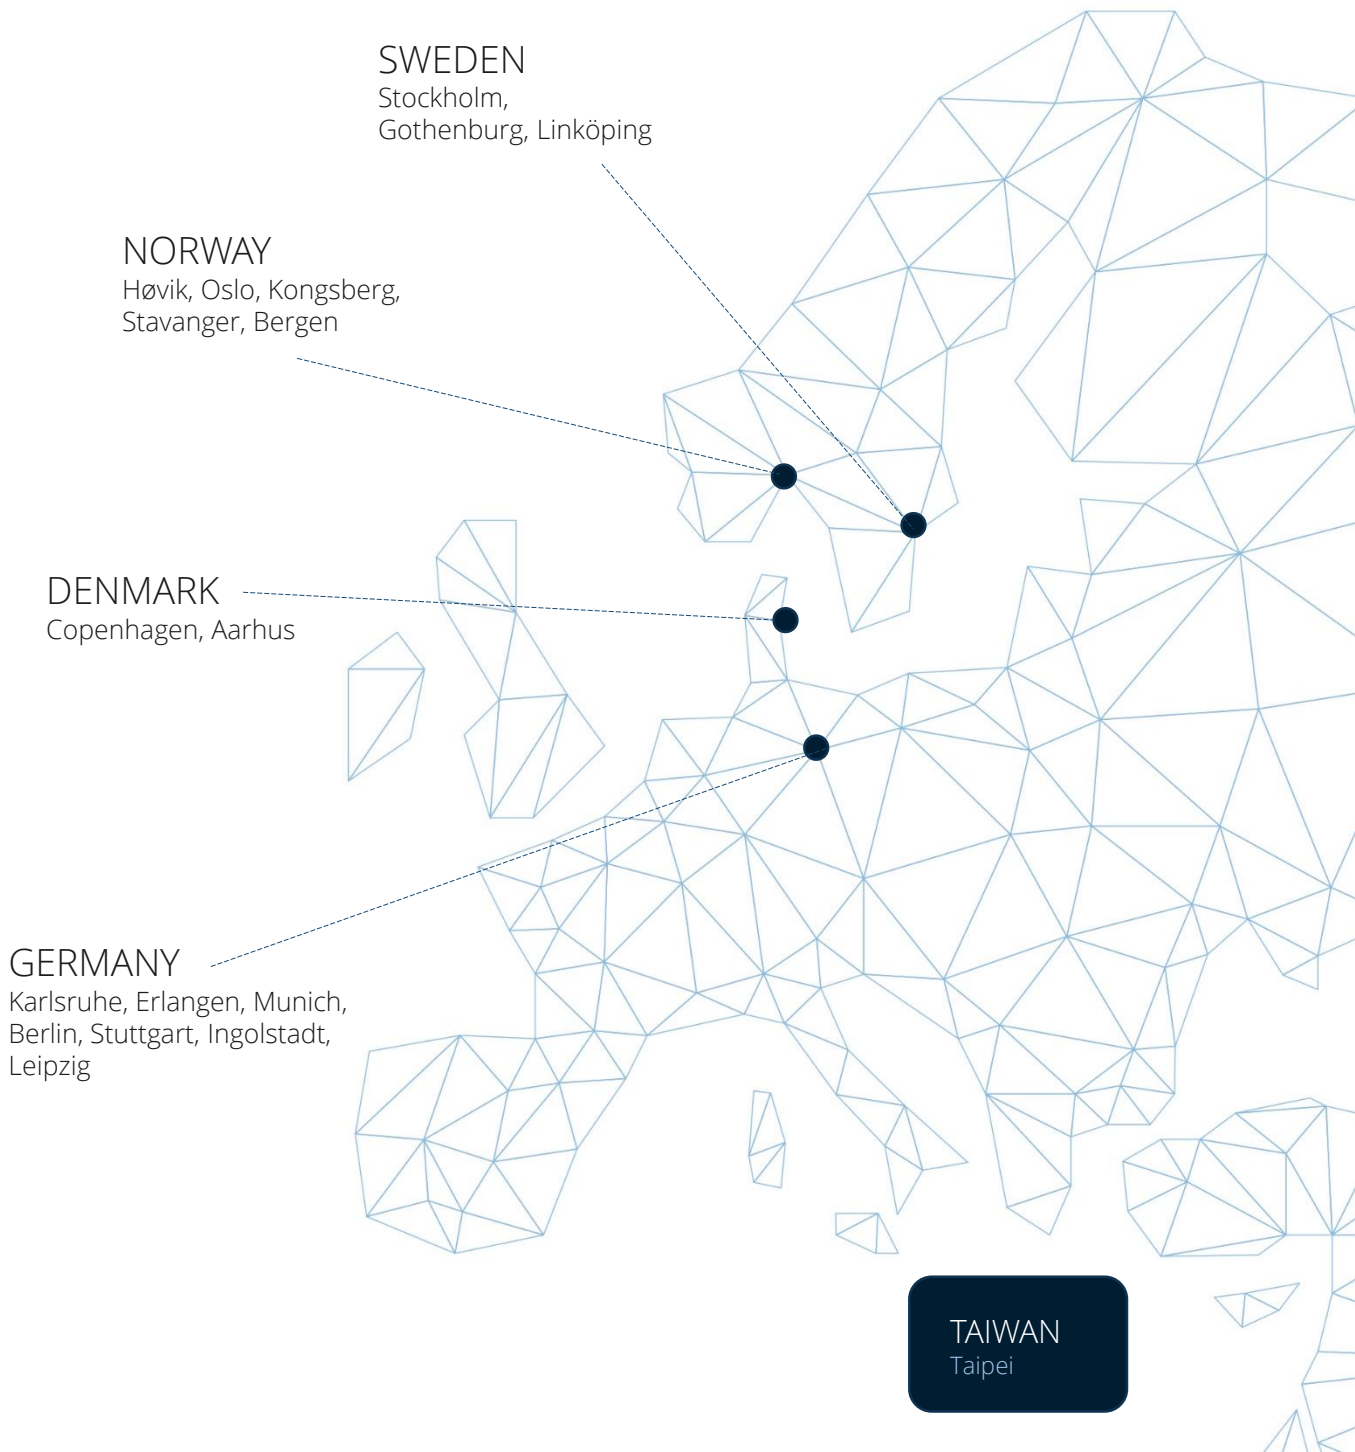 SWEDEN
Stockholm,
Gothenburg, Linköping
NORWAY
Høvik, Oslo, Kongsberg,
Stavanger, Bergen
DENMARK
Copenhagen, Aarhus
GERMANY
Karlsruhe, Erlangen, Munich,
Berlin, Stuttgart, Ingolstadt,
Leipzig
TAIWAN
Taipei